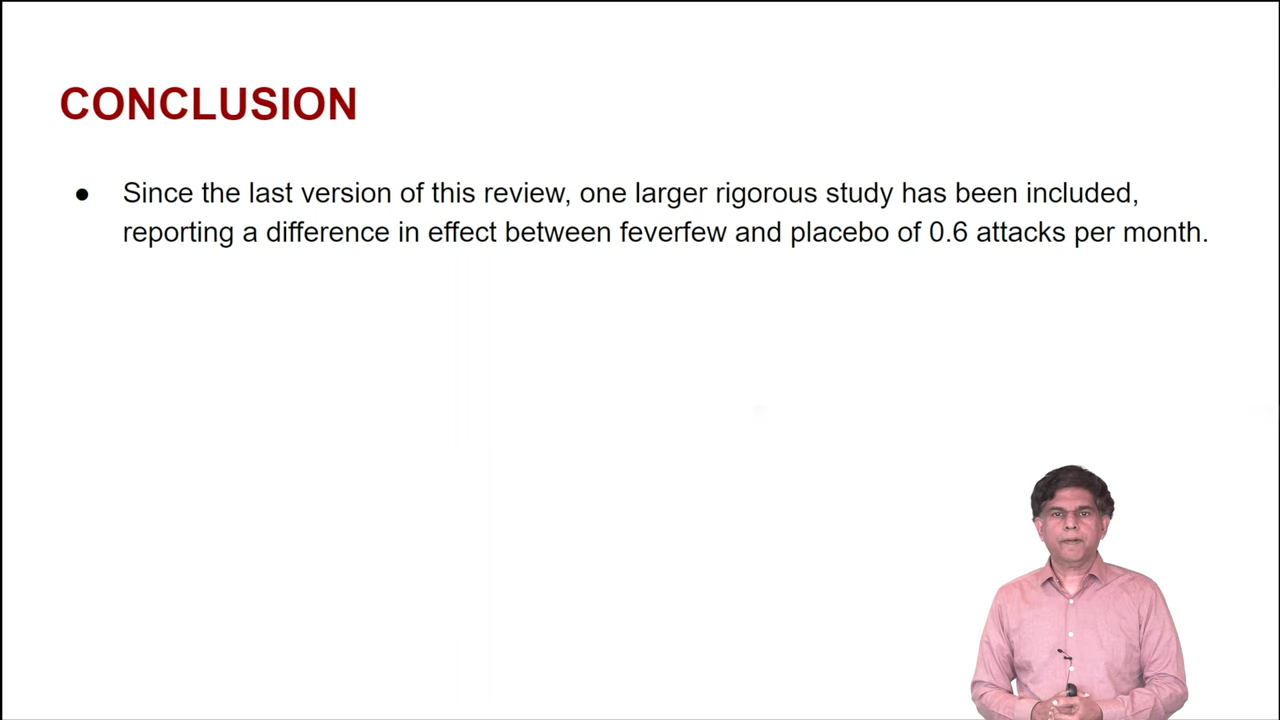 CONCLUSION
● Since the last version of this review, one larger rigorous study has been included,
reporting a difference in effect between feverfew and placebo of 0.6 attacks per month.